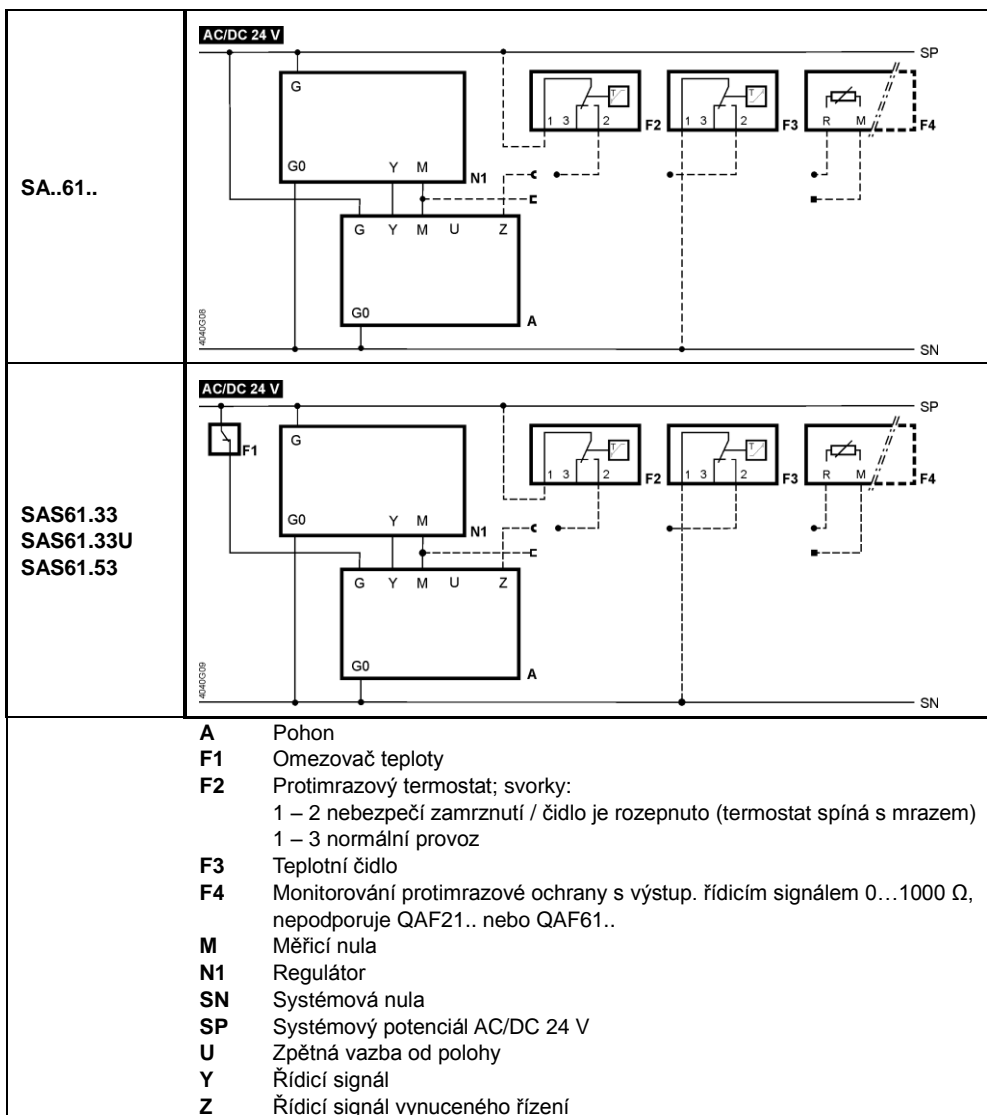 AC/DC 24 V
SP
G
1 3 2 F2
1 3 2 F3
R M F4
G0 Y M N1
SA..61..
G Y M U Z
G0 A
4040G08
SN
AC/DC 24 V
SP
F1
G
1 3 2 F2
1 3 2 F3
R M F4
G0 Y M N1
SAS61.33
SAS61.33U
SAS61.53
G Y M U Z
G0 A
4040G09
SN
A Pohon
F1 Omezovač teploty
F2 Protimrazový termostat; svorky:
1 – 2 nebezpečí zamrznutí / čidlo je rozepnuto (termostat spíná s mrazem)
1 – 3 normální provoz
F3 Teplotní čidlo
F4 Monitorování protimrazové ochrany s výstup. řídicím signálem 0…1000 Ω,
nepodporuje QAF21.. nebo QAF61..
M Měřicí nula
N1 Regulátor
SN Systémová nula
SP Systémový potenciál AC/DC 24 V
U Zpětná vazba od polohy
Y Řídicí signál
Z Řídicí signál vynuceného řízení